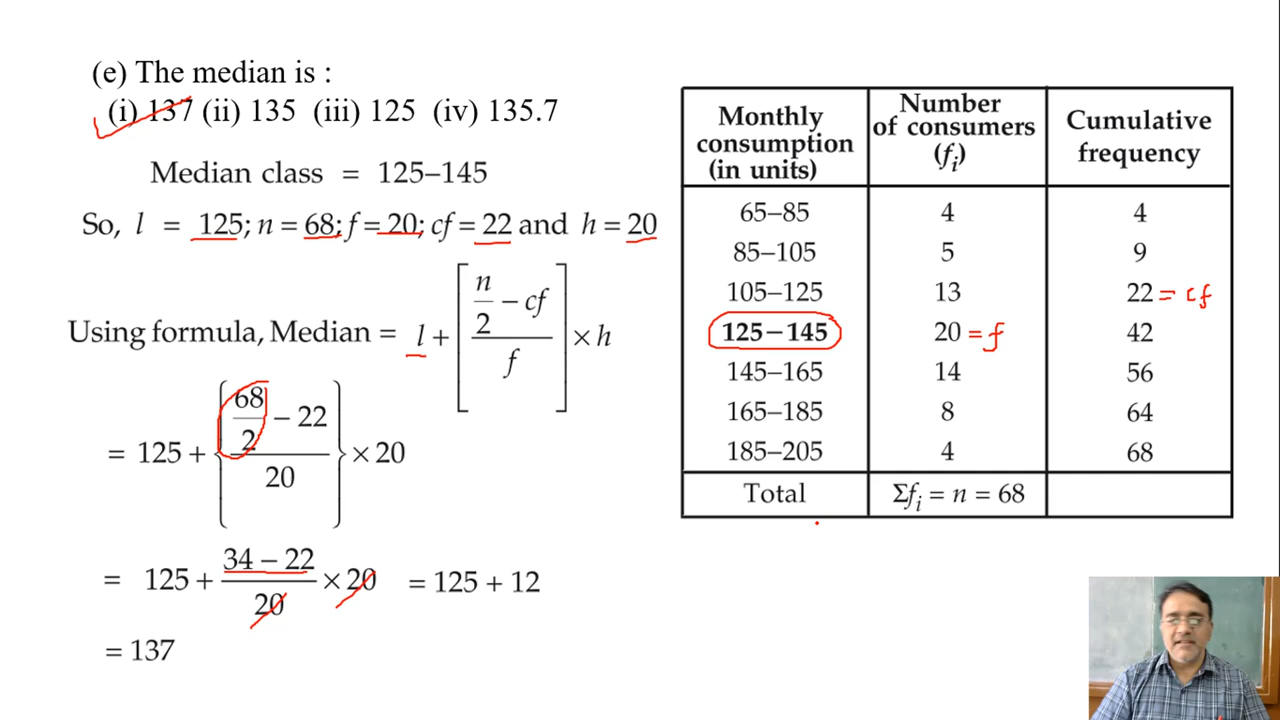 (e) The median is :
(i) 137 (ii) 135 (iii) 125 (iv) 135.7
Median class = 125–145
So, l = 125; n = 68; f = 20; cf = 22 and h = 20
Using formula, Median = l + [(n/2 − cf)/f] × h
= 125 + {(68/2 − 22)/20} × 20
= 125 + (34 − 22)/20 × 20 = 125 + 12
= 137
Monthly consumption (in units) | Number of consumers (fi) | Cumulative frequency
65–85 4 4
85–105 5 9
105–125 13 22 = cf
125–145 20 = f 42
145–165 14 56
165–185 8 64
185–205 4 68
Total Σfi = n = 68